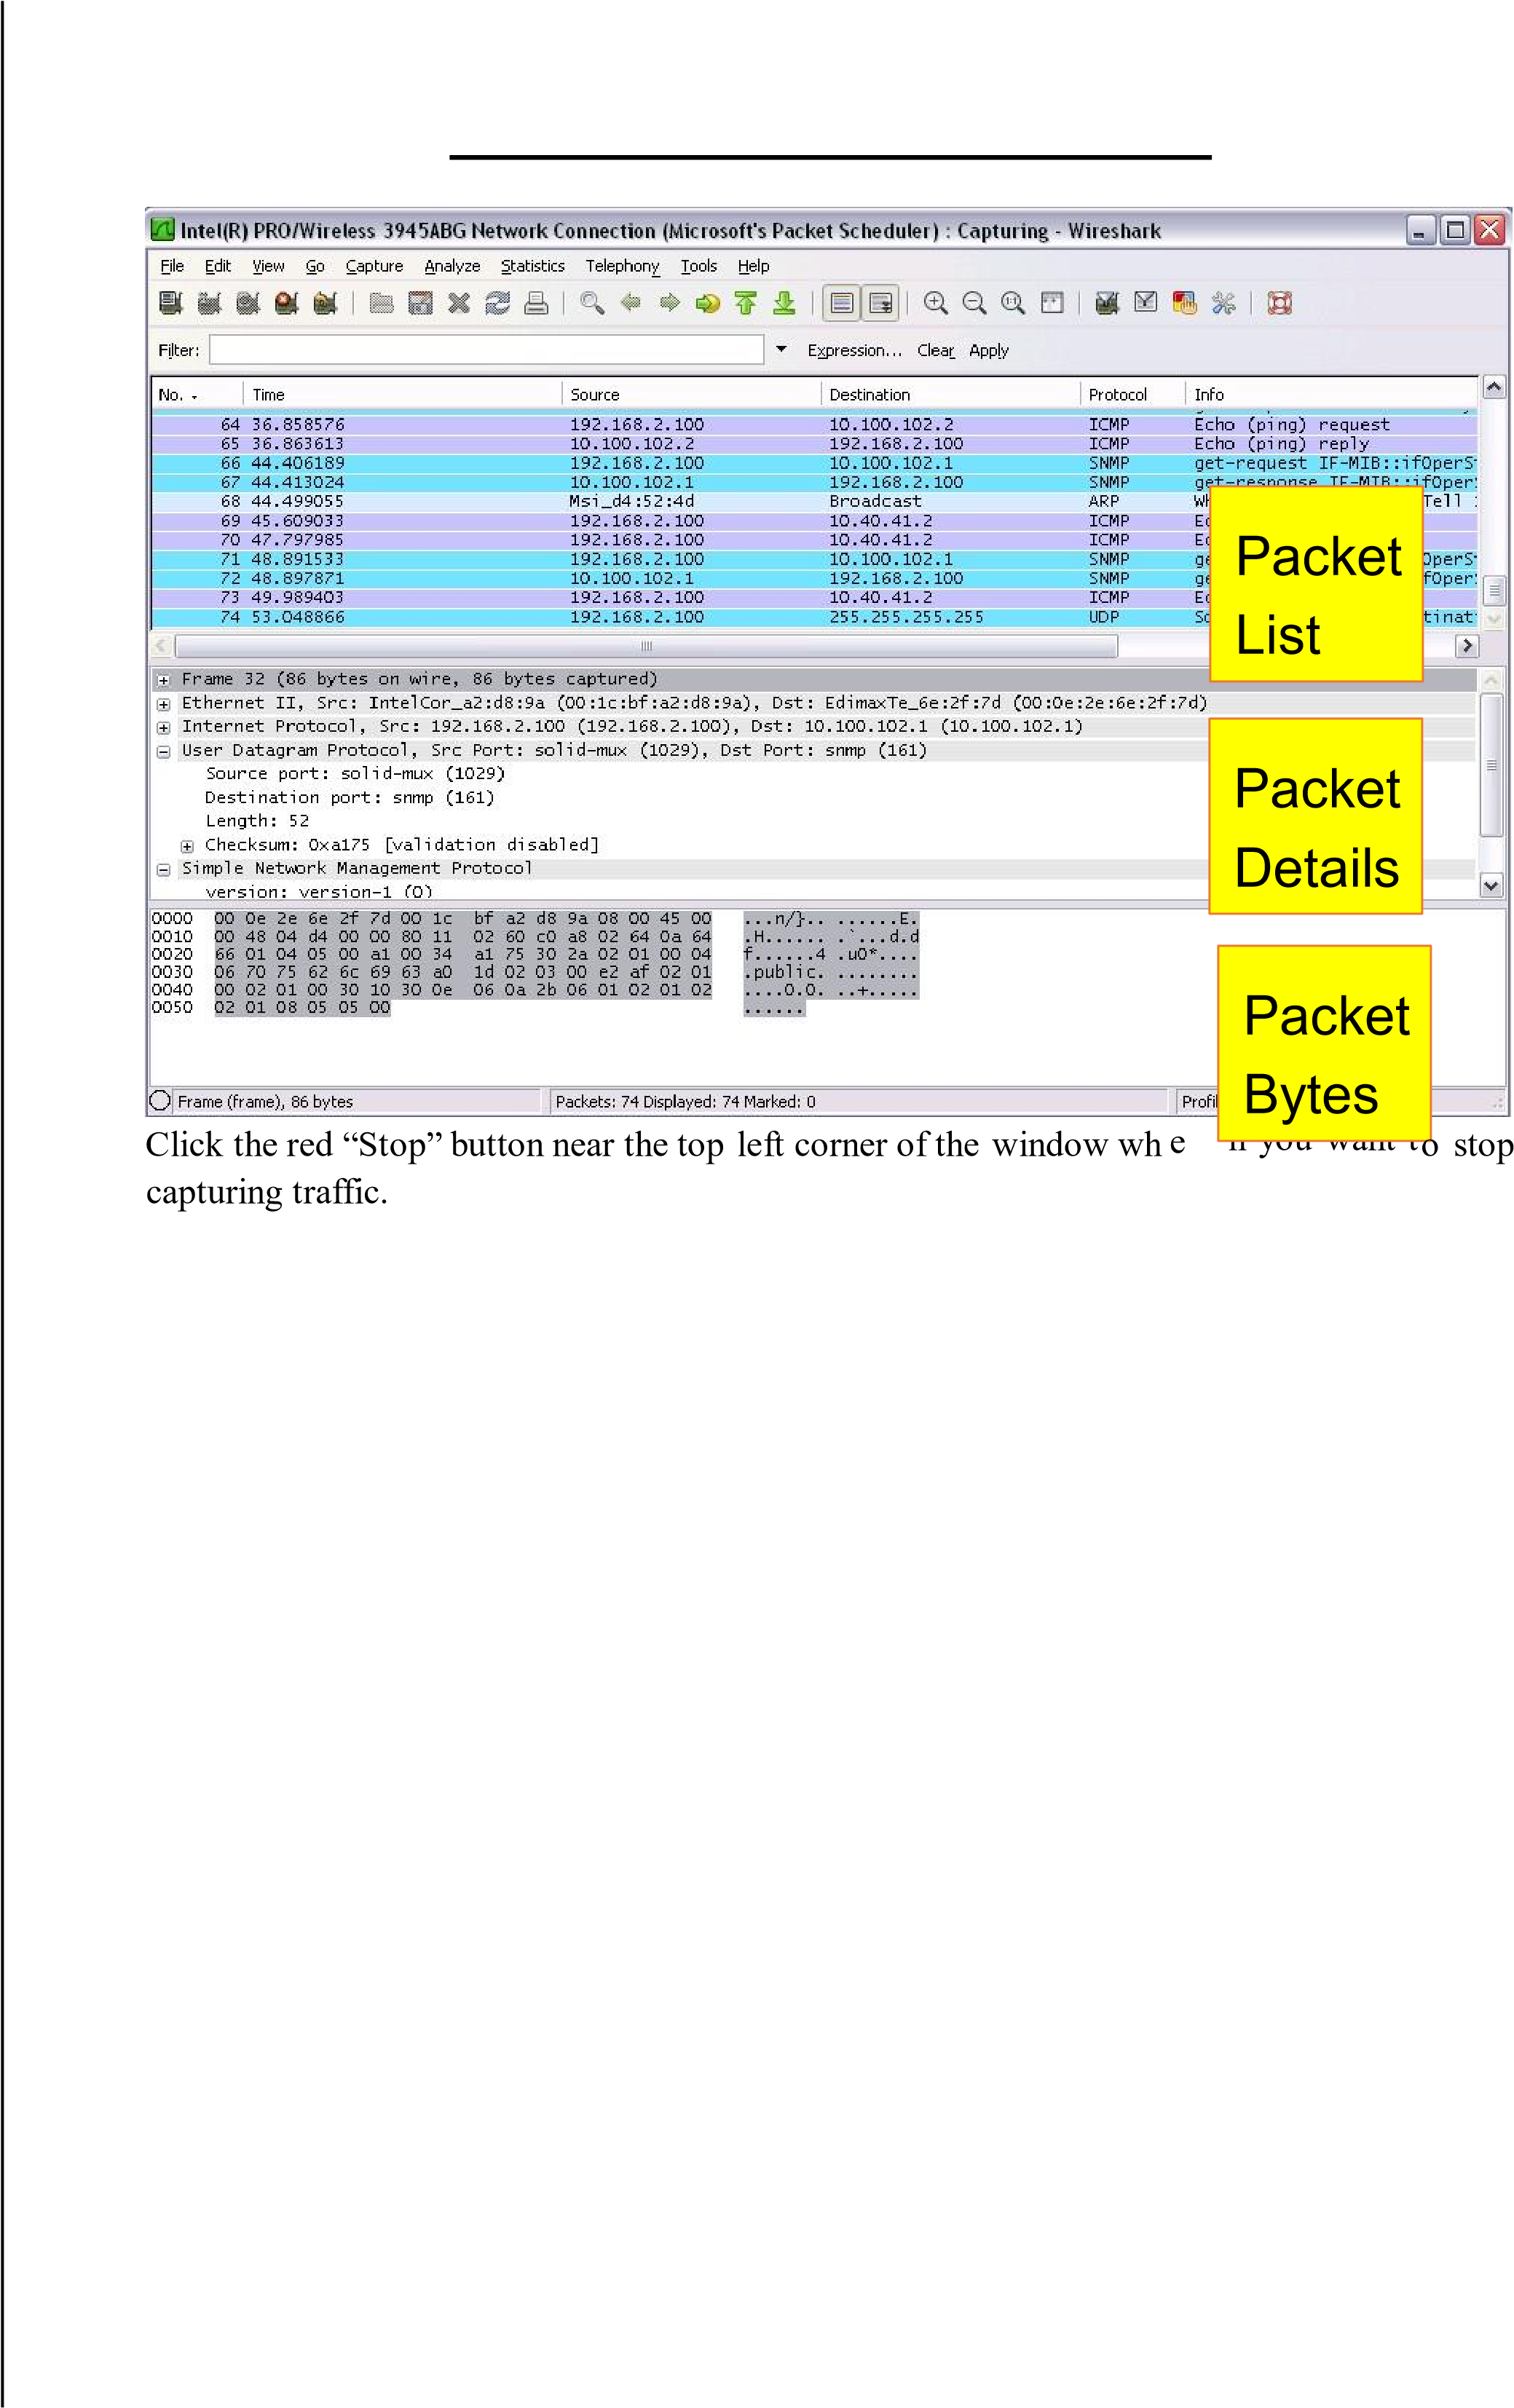 Intel(R) PRO/Wireless 3945ABG Network Connection (Microsoft's Packet Scheduler) : Capturing - Wireshark
File Edit View Go Capture Analyze Statistics Telephony Tools Help
Filter: Expression... Clear Apply
No. Time Source Destination Protocol Info
64 36.858576 192.168.2.100 10.100.102.2 ICMP Echo (ping) request
65 36.863613 10.100.102.2 192.168.2.100 ICMP Echo (ping) reply
66 44.406189 192.168.2.100 10.100.102.1 SNMP get-request IF-MIB::ifOperS
67 44.413024 10.100.102.1 192.168.2.100 SNMP get-response IF-MIB::ifOper
68 44.499055 Msi_d4:52:4d Broadcast ARP Tell
69 45.609033 192.168.2.100 10.40.41.2 ICMP
70 47.797985 192.168.2.100 10.40.41.2 ICMP
71 48.891533 192.168.2.100 10.100.102.1 SNMP ge OperS
72 48.897871 10.100.102.1 192.168.2.100 SNMP ge fOper
73 49.989403 192.168.2.100 10.40.41.2 ICMP
74 53.048866 192.168.2.100 255.255.255.255 UDP tinat
Packet
List
Frame 32 (86 bytes on wire, 86 bytes captured)
Ethernet II, Src: IntelCor_a2:d8:9a (00:1c:bf:a2:d8:9a), Dst: EdimaxTe_6e:2f:7d (00:0e:2e:6e:2f:7d)
Internet Protocol, Src: 192.168.2.100 (192.168.2.100), Dst: 10.100.102.1 (10.100.102.1)
User Datagram Protocol, Src Port: solid-mux (1029), Dst Port: snmp (161)
Source port: solid-mux (1029)
Destination port: snmp (161)
Length: 52
Checksum: 0xa175 [validation disabled]
Simple Network Management Protocol
version: version-1 (0)
Packet
Details
0000 00 0e 2e 6e 2f 7d 00 1c bf a2 d8 9a 08 00 45 00 ...n/}.. ......E.
0010 00 48 04 d4 00 00 80 11 02 60 c0 a8 02 64 0a 64 .H...... .`...d.d
0020 66 01 04 05 00 a1 00 34 a1 75 30 2a 02 01 00 04 f......4 .u0*....
0030 06 70 75 62 6c 69 63 a0 1d 02 03 00 e2 af 02 01 .public. ........
0040 00 02 01 00 30 10 30 0e 06 0a 2b 06 01 02 01 02 ....0.0. ..+.....
0050 02 01 08 05 05 00 ......
Packet
Bytes
Frame (frame), 86 bytes Packets: 74 Displayed: 74 Marked: 0 Profil
Click the red “Stop” button near the top left corner of the window wh e n you want to stop
capturing traffic.